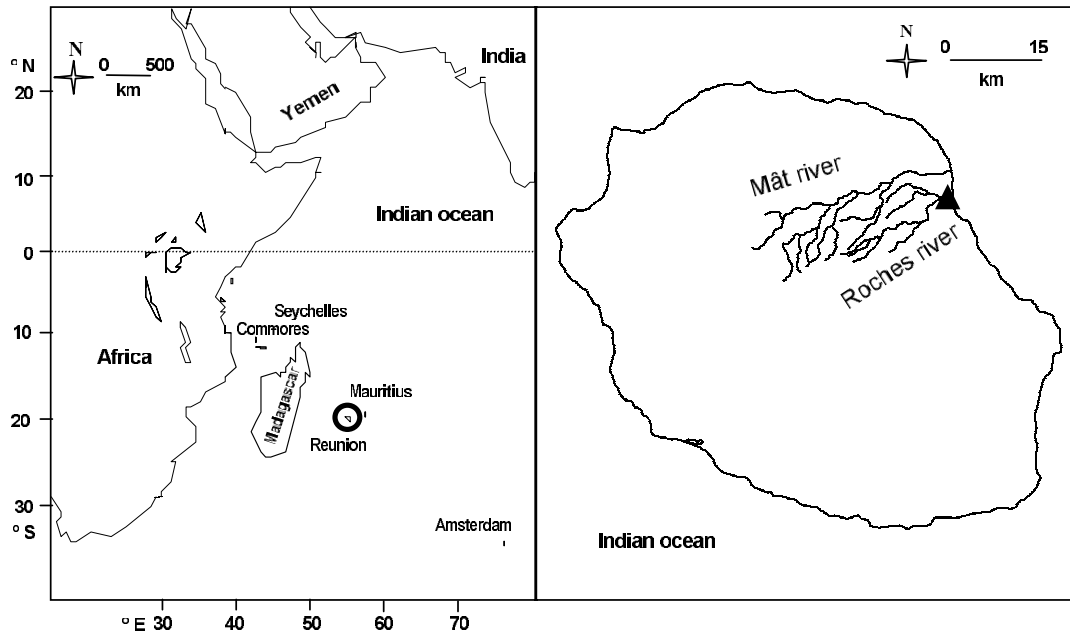 N
0 500
km
° N
20
10
0
10
20
30
° S
° E 30 40 50 60 70
India
Yemen
Indian ocean
Africa
Seychelles
Commores
Madagascar
Mauritius
Reunion
Amsterdam
N
0 15
km
Mât river
Roches river
Indian ocean